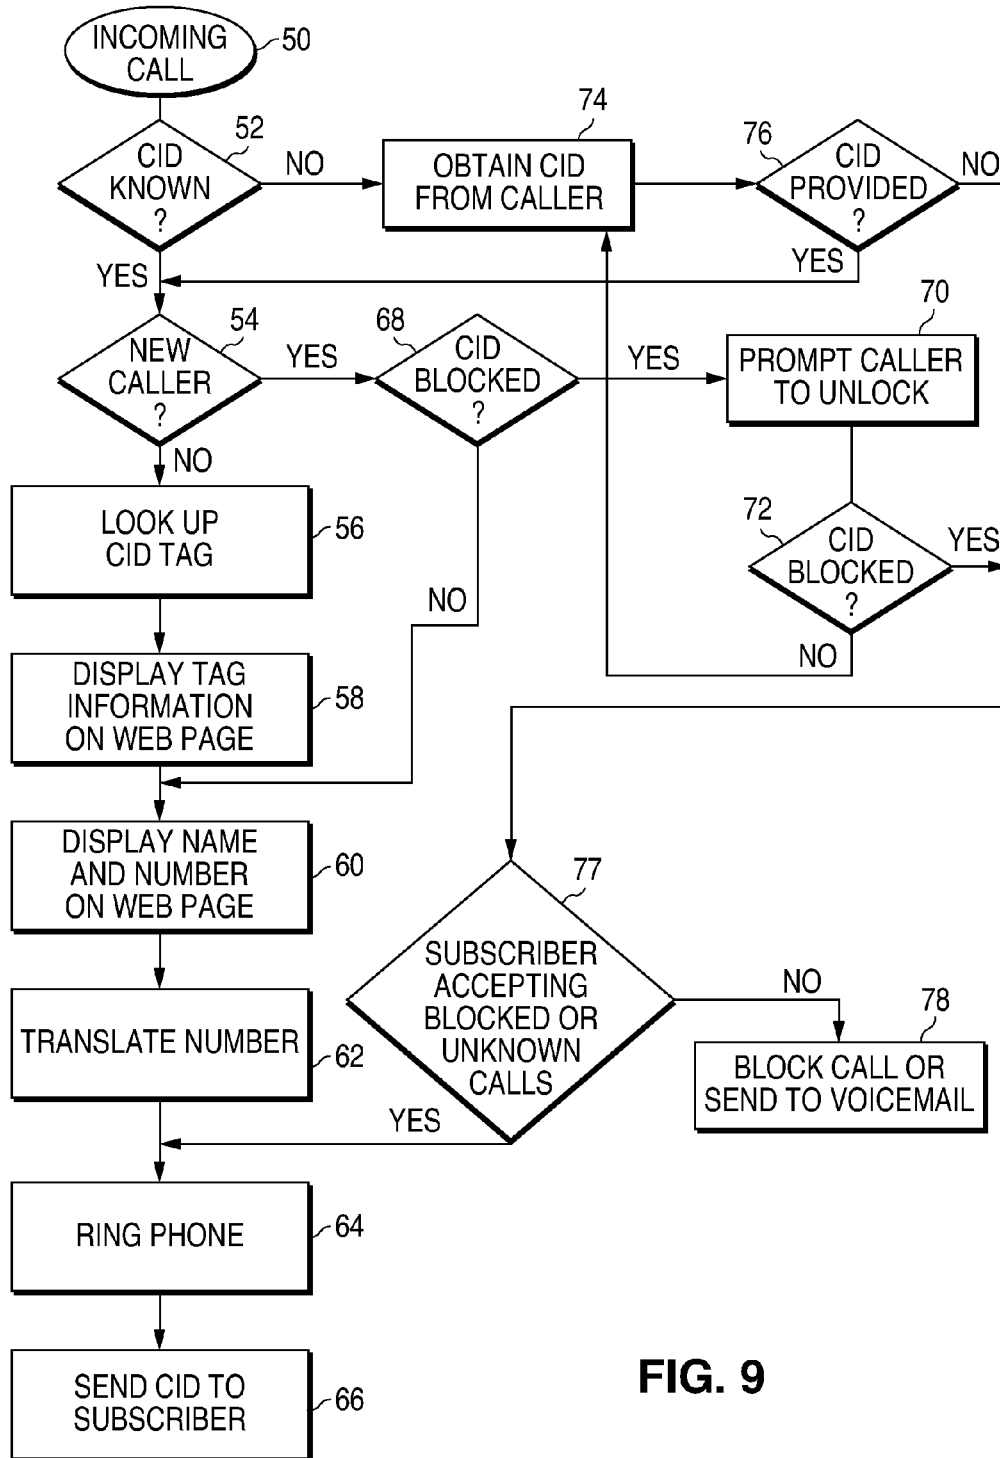 INCOMING
CALL
50
CID
KNOWN
?
52
NO
OBTAIN CID
FROM CALLER
74
CID
PROVIDED
?
76
NO
YES
YES
NEW
CALLER
?
54
YES
CID
BLOCKED
?
68
YES
PROMPT CALLER
TO UNLOCK
70
NO
LOOK UP
CID TAG
56
CID
BLOCKED
?
72
YES
NO
NO
DISPLAY TAG
INFORMATION
ON WEB PAGE
58
DISPLAY NAME
AND NUMBER
ON WEB PAGE
60
SUBSCRIBER
ACCEPTING
BLOCKED OR
UNKNOWN
CALLS
77
NO
BLOCK CALL OR
SEND TO VOICEMAIL
78
TRANSLATE NUMBER
62
YES
RING PHONE
64
SEND CID TO
SUBSCRIBER
66
FIG. 9